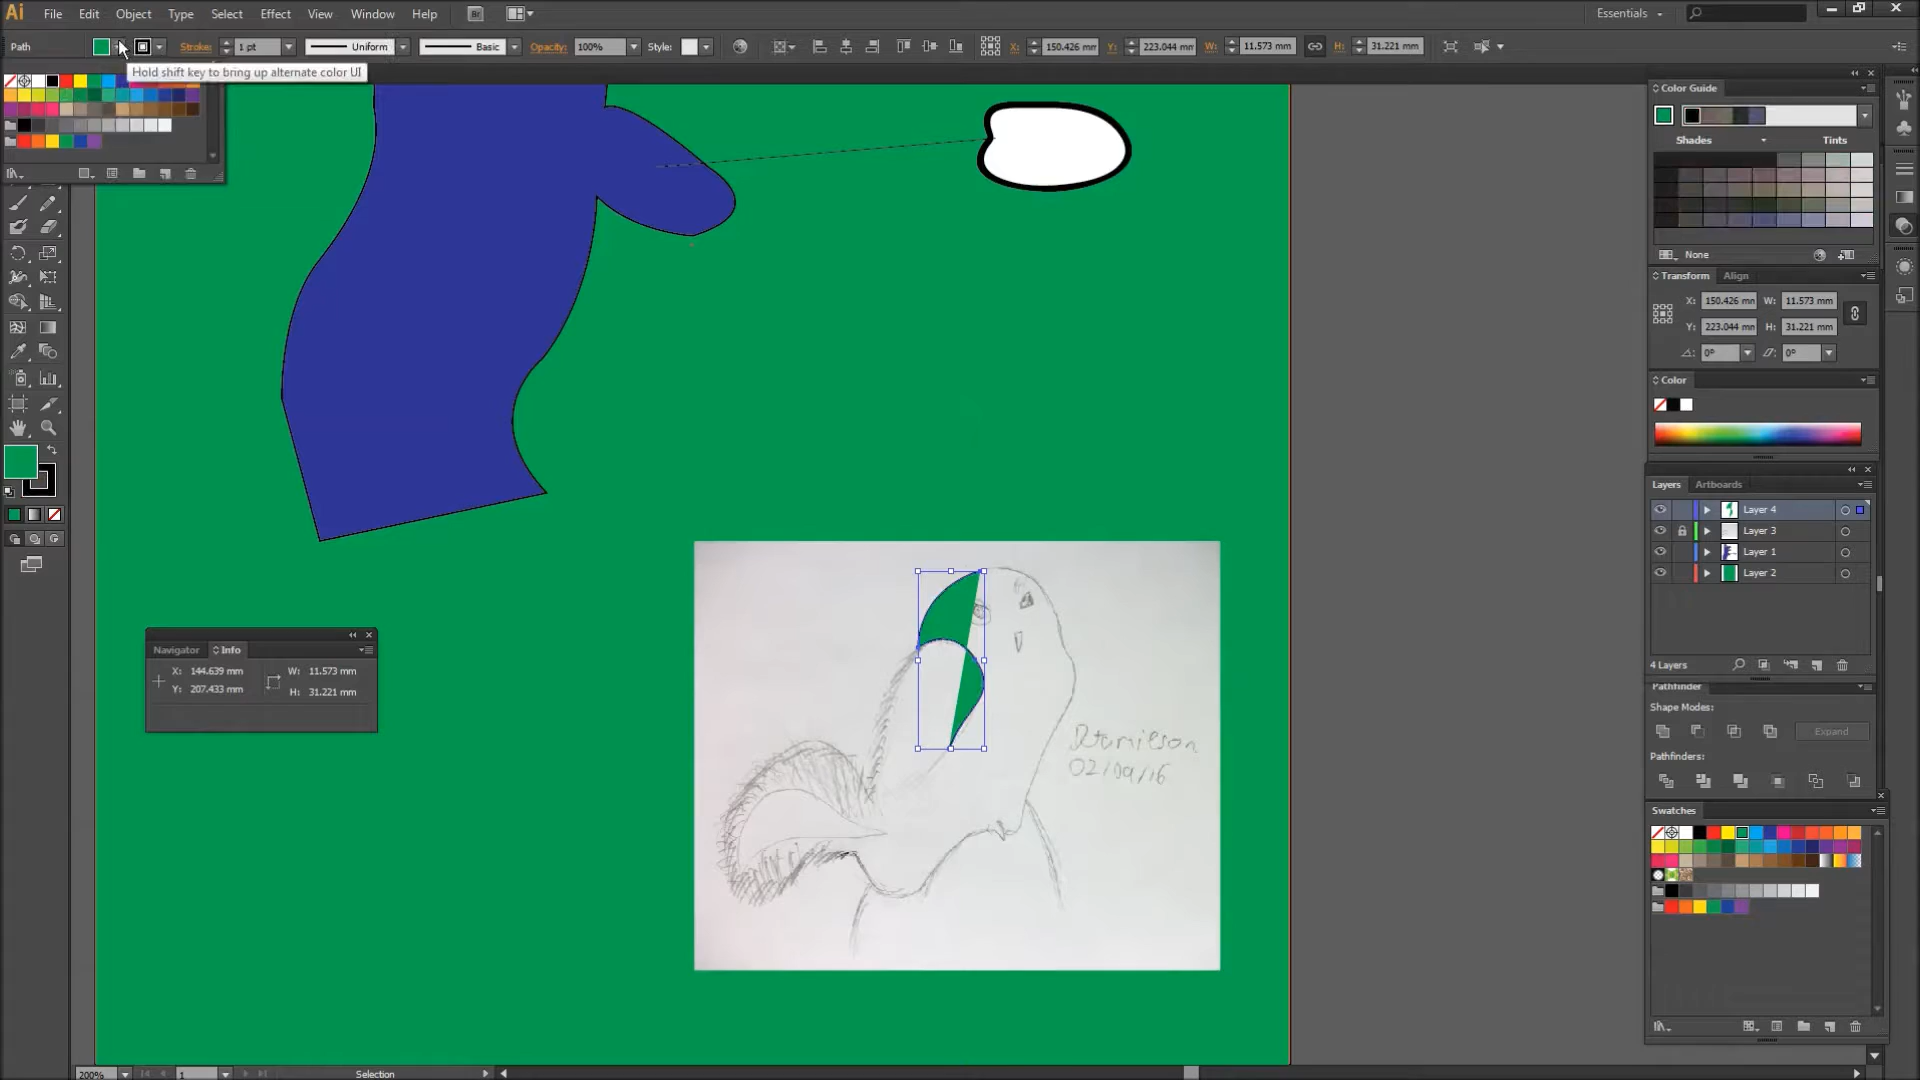 Ai File Edit Object Type Select Effect View Window Help Br Essentials
Path Stroke: 1 pt Uniform Basic Opacity: 100% Style: X: 150.426 mm Y: 223.044 mm W: 11.573 mm H: 31.221 mm
Hold shift key to bring up alternate color UI
Color Guide
Shades Tints
None
Transform Align
X: 150.426 mm W: 11.573 mm
Y: 223.044 mm H: 31.221 mm
0° 0°
Color
Layers Artboards
Layer 4
Layer 3
Layer 1
Layer 2
4 Layers
Pathfinder
Shape Modes:
Expand
Pathfinders:
Swatches
Navigator Info
X: 144.639 mm W: 11.573 mm
Y: 207.433 mm H: 31.221 mm
RJamieson
02/09/16
200% 1 Selection